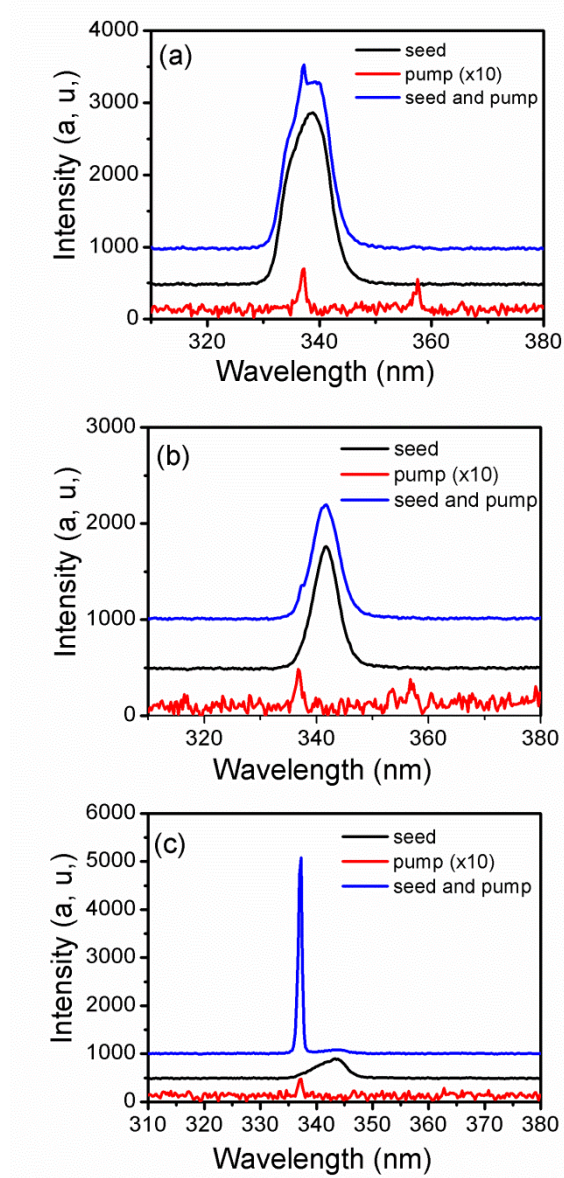 (a)
seed
pump (x10)
seed and pump
4000
3000
2000
1000
0
Intensity (a, u,)
320 340 360 380
Wavelength (nm)
(b)
seed
pump (x10)
seed and pump
3000
2000
1000
0
Intensity (a, u,)
320 340 360 380
Wavelength (nm)
(c)
seed
pump (x10)
seed and pump
6000
5000
4000
3000
2000
1000
0
Intensity (a, u,)
310 320 330 340 350 360 370 380
Wavelength (nm)